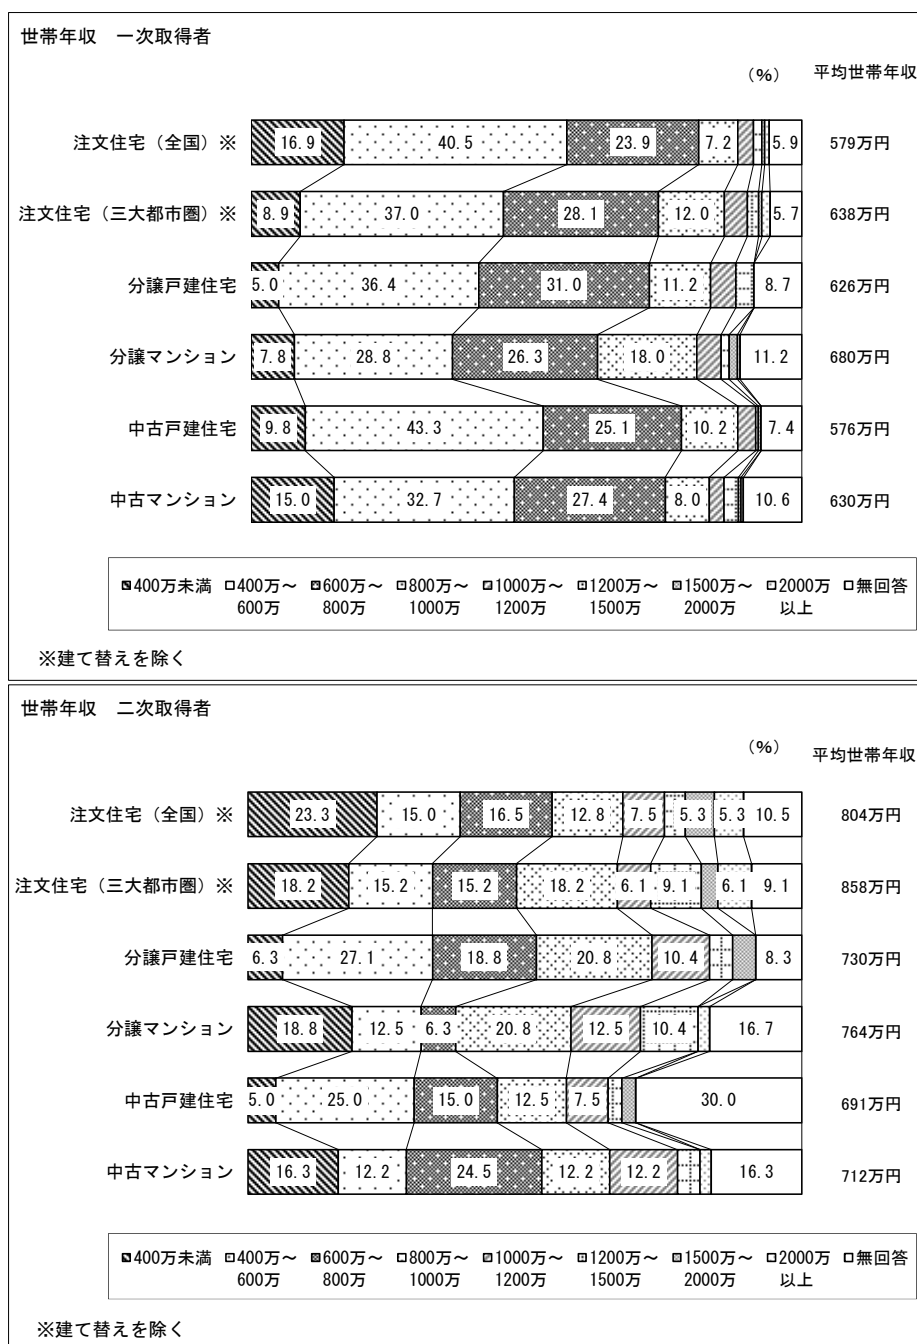 世帯年収　一次取得者
（%）　平均世帯年収
注文住宅（全国）※ 16.9 40.5 23.9 7.2 5.9 579万円
注文住宅（三大都市圏）※ 8.9 37.0 28.1 12.0 5.7 638万円
分譲戸建住宅 5.0 36.4 31.0 11.2 8.7 626万円
分譲マンション 7.8 28.8 26.3 18.0 11.2 680万円
中古戸建住宅 9.8 43.3 25.1 10.2 7.4 576万円
中古マンション 15.0 32.7 27.4 8.0 10.6 630万円
400万未満 400万～600万 600万～800万 800万～1000万 1000万～1200万 1200万～1500万 1500万～2000万 2000万以上 無回答
※建て替えを除く
世帯年収　二次取得者
（%）　平均世帯年収
注文住宅（全国）※ 23.3 15.0 16.5 12.8 7.5 5.3 5.3 10.5 804万円
注文住宅（三大都市圏）※ 18.2 15.2 15.2 18.2 6.1 9.1 6.1 9.1 858万円
分譲戸建住宅 6.3 27.1 18.8 20.8 10.4 8.3 730万円
分譲マンション 18.8 12.5 6.3 20.8 12.5 10.4 16.7 764万円
中古戸建住宅 5.0 25.0 15.0 12.5 7.5 30.0 691万円
中古マンション 16.3 12.2 24.5 12.2 12.2 16.3 712万円
400万未満 400万～600万 600万～800万 800万～1000万 1000万～1200万 1200万～1500万 1500万～2000万 2000万以上 無回答
※建て替えを除く